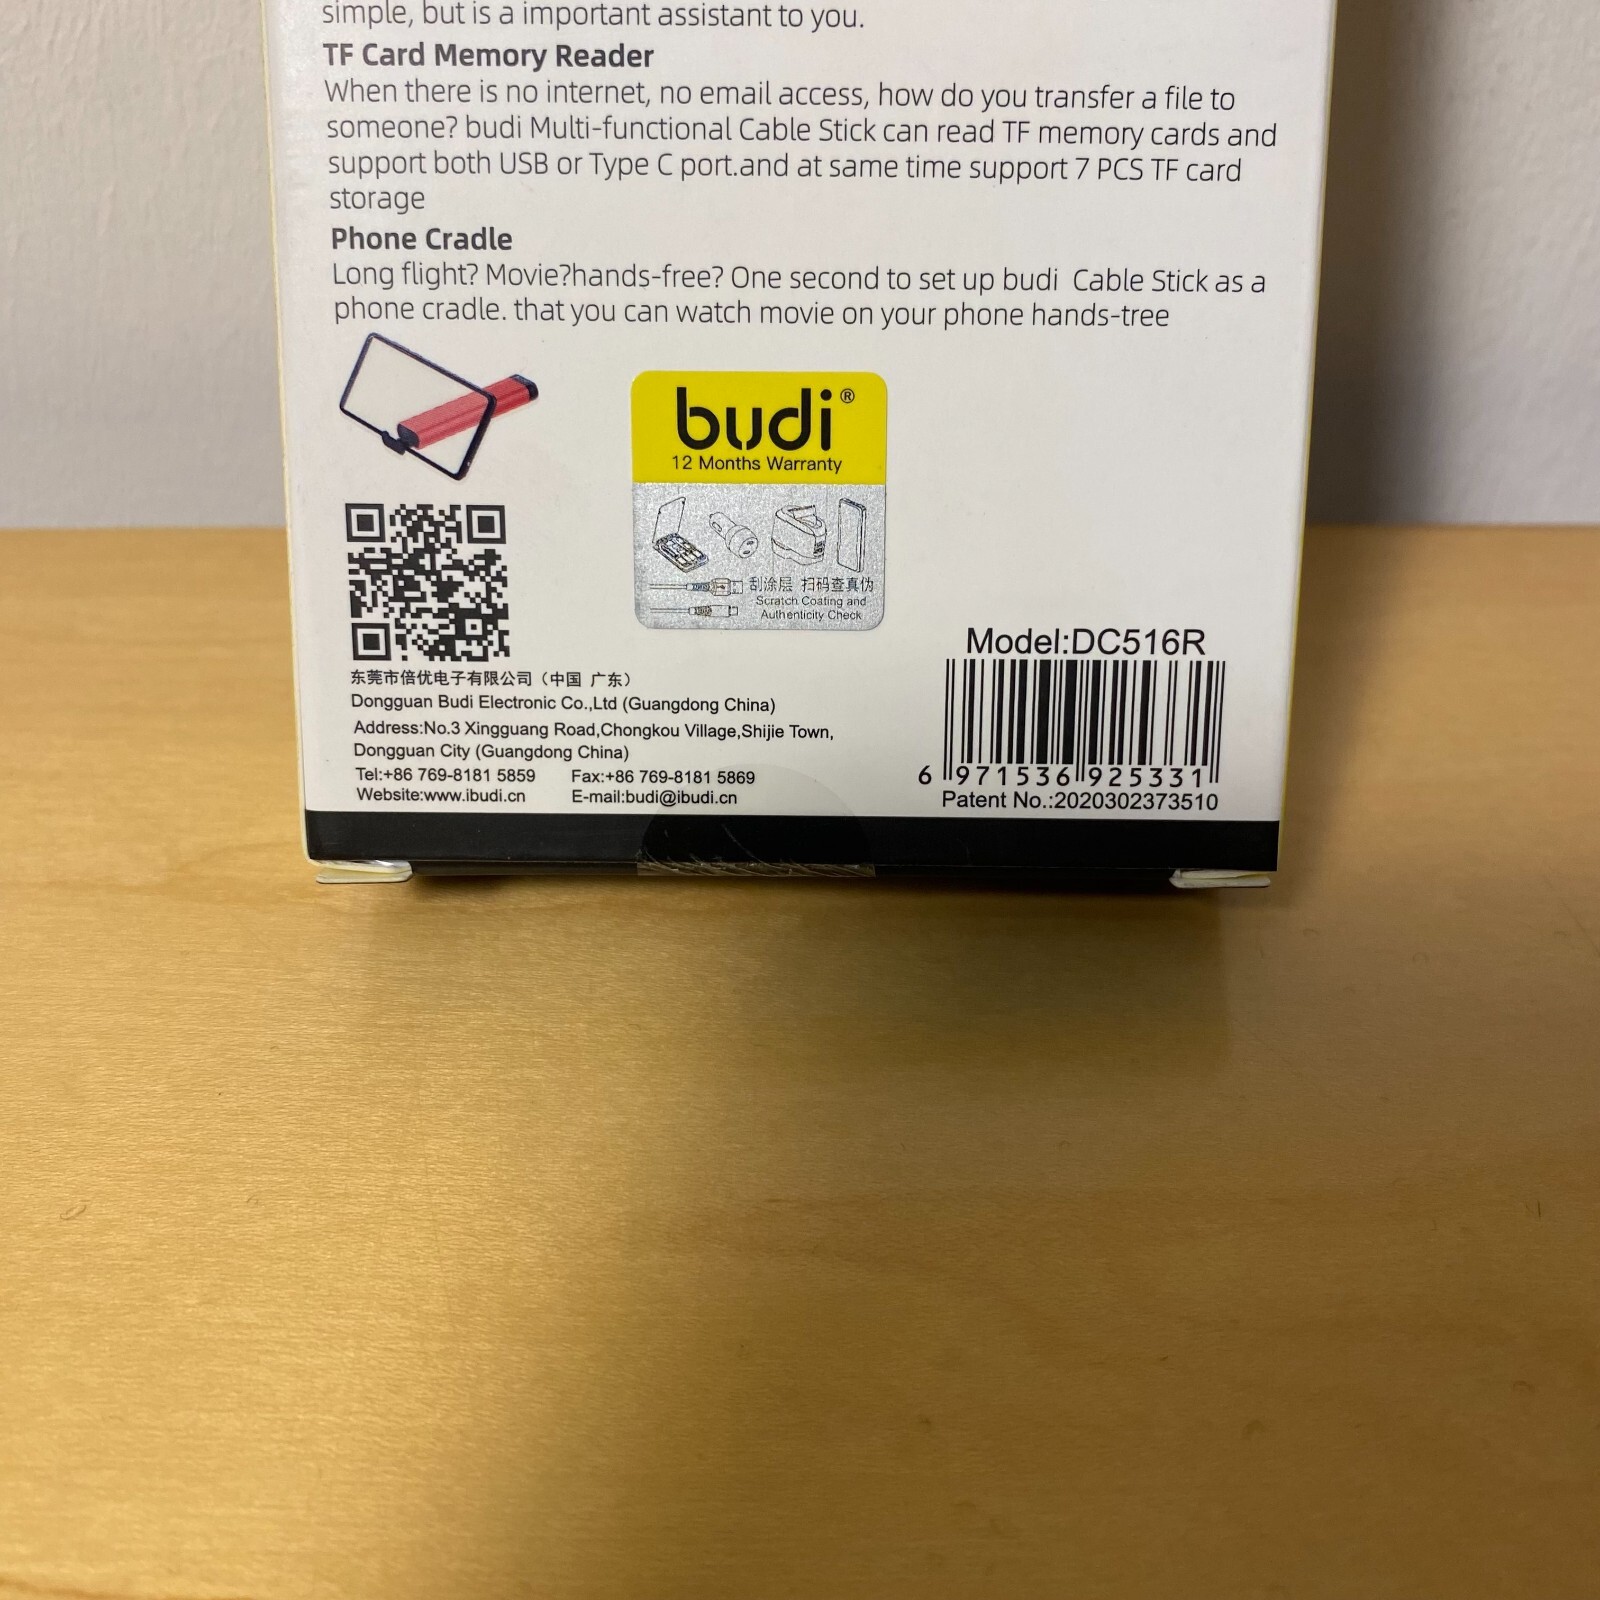 simple, but is a important assistant to you.
TF Card Memory Reader
When there is no internet, no email access, how do you transfer a file to
someone? budi Multi-functional Cable Stick can read TF memory cards and
support both USB or Type C port.and at same time support 7 PCS TF card
storage
Phone Cradle
Long flight? Movie?hands-free? One second to set up budi Cable Stick as a
phone cradle. that you can watch movie on your phone hands-tree
budi®
12 Months Warranty
刮涂层 扫码查真伪
Scratch Coating and
Authenticity Check
东莞市倍优电子有限公司（中国 广东）
Dongguan Budi Electronic Co.,Ltd (Guangdong China)
Address:No.3 Xingguang Road,Chongkou Village,Shijie Town,
Dongguan City (Guangdong China)
Tel:+86 769-8181 5859 Fax:+86 769-8181 5869
Website:www.ibudi.cn E-mail:budi@ibudi.cn
Model:DC516R
6 971536 925331
Patent No.:2020302373510